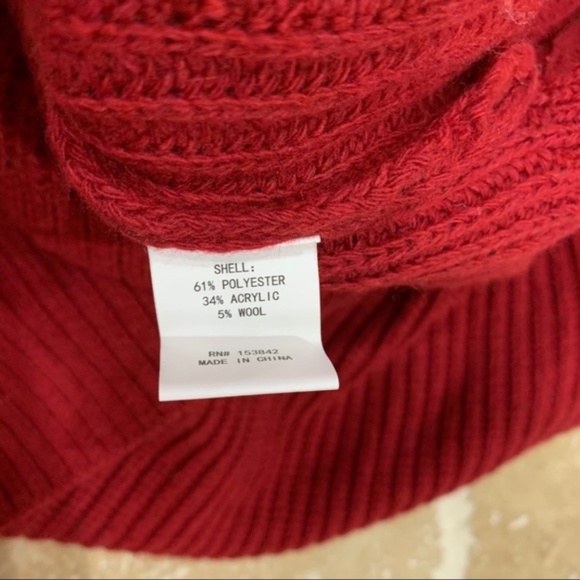 SHELL:
61% POLYESTER
34% ACRYLIC
5% WOOL
RN# 153842
MADE IN CHINA